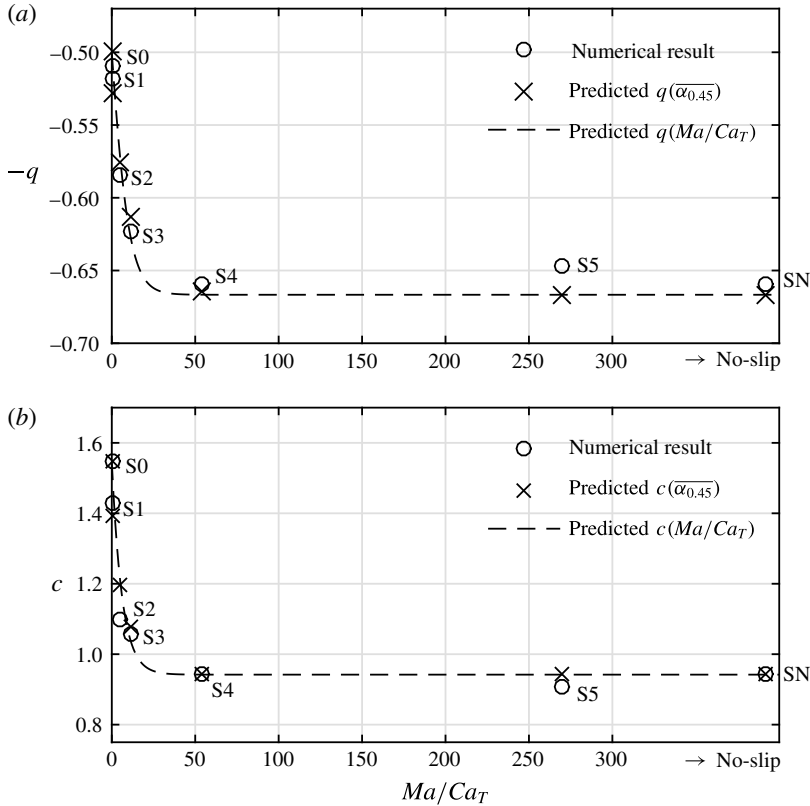 (a)
−0.50
−0.55
−0.60
−0.65
−0.70
−q
S0
S1
S2
S3
S4
S5
SN
Numerical result
Predicted q(α0.45)
Predicted q(Ma/CaT)
0 50 100 150 200 250 300 → No-slip
(b)
1.6
1.4
1.2
1.0
0.8
c
S0
S1
S2
S3
S4
S5
SN
Numerical result
Predicted c(α0.45)
Predicted c(Ma/CaT)
0 50 100 150 200 250 300 → No-slip
Ma/CaT